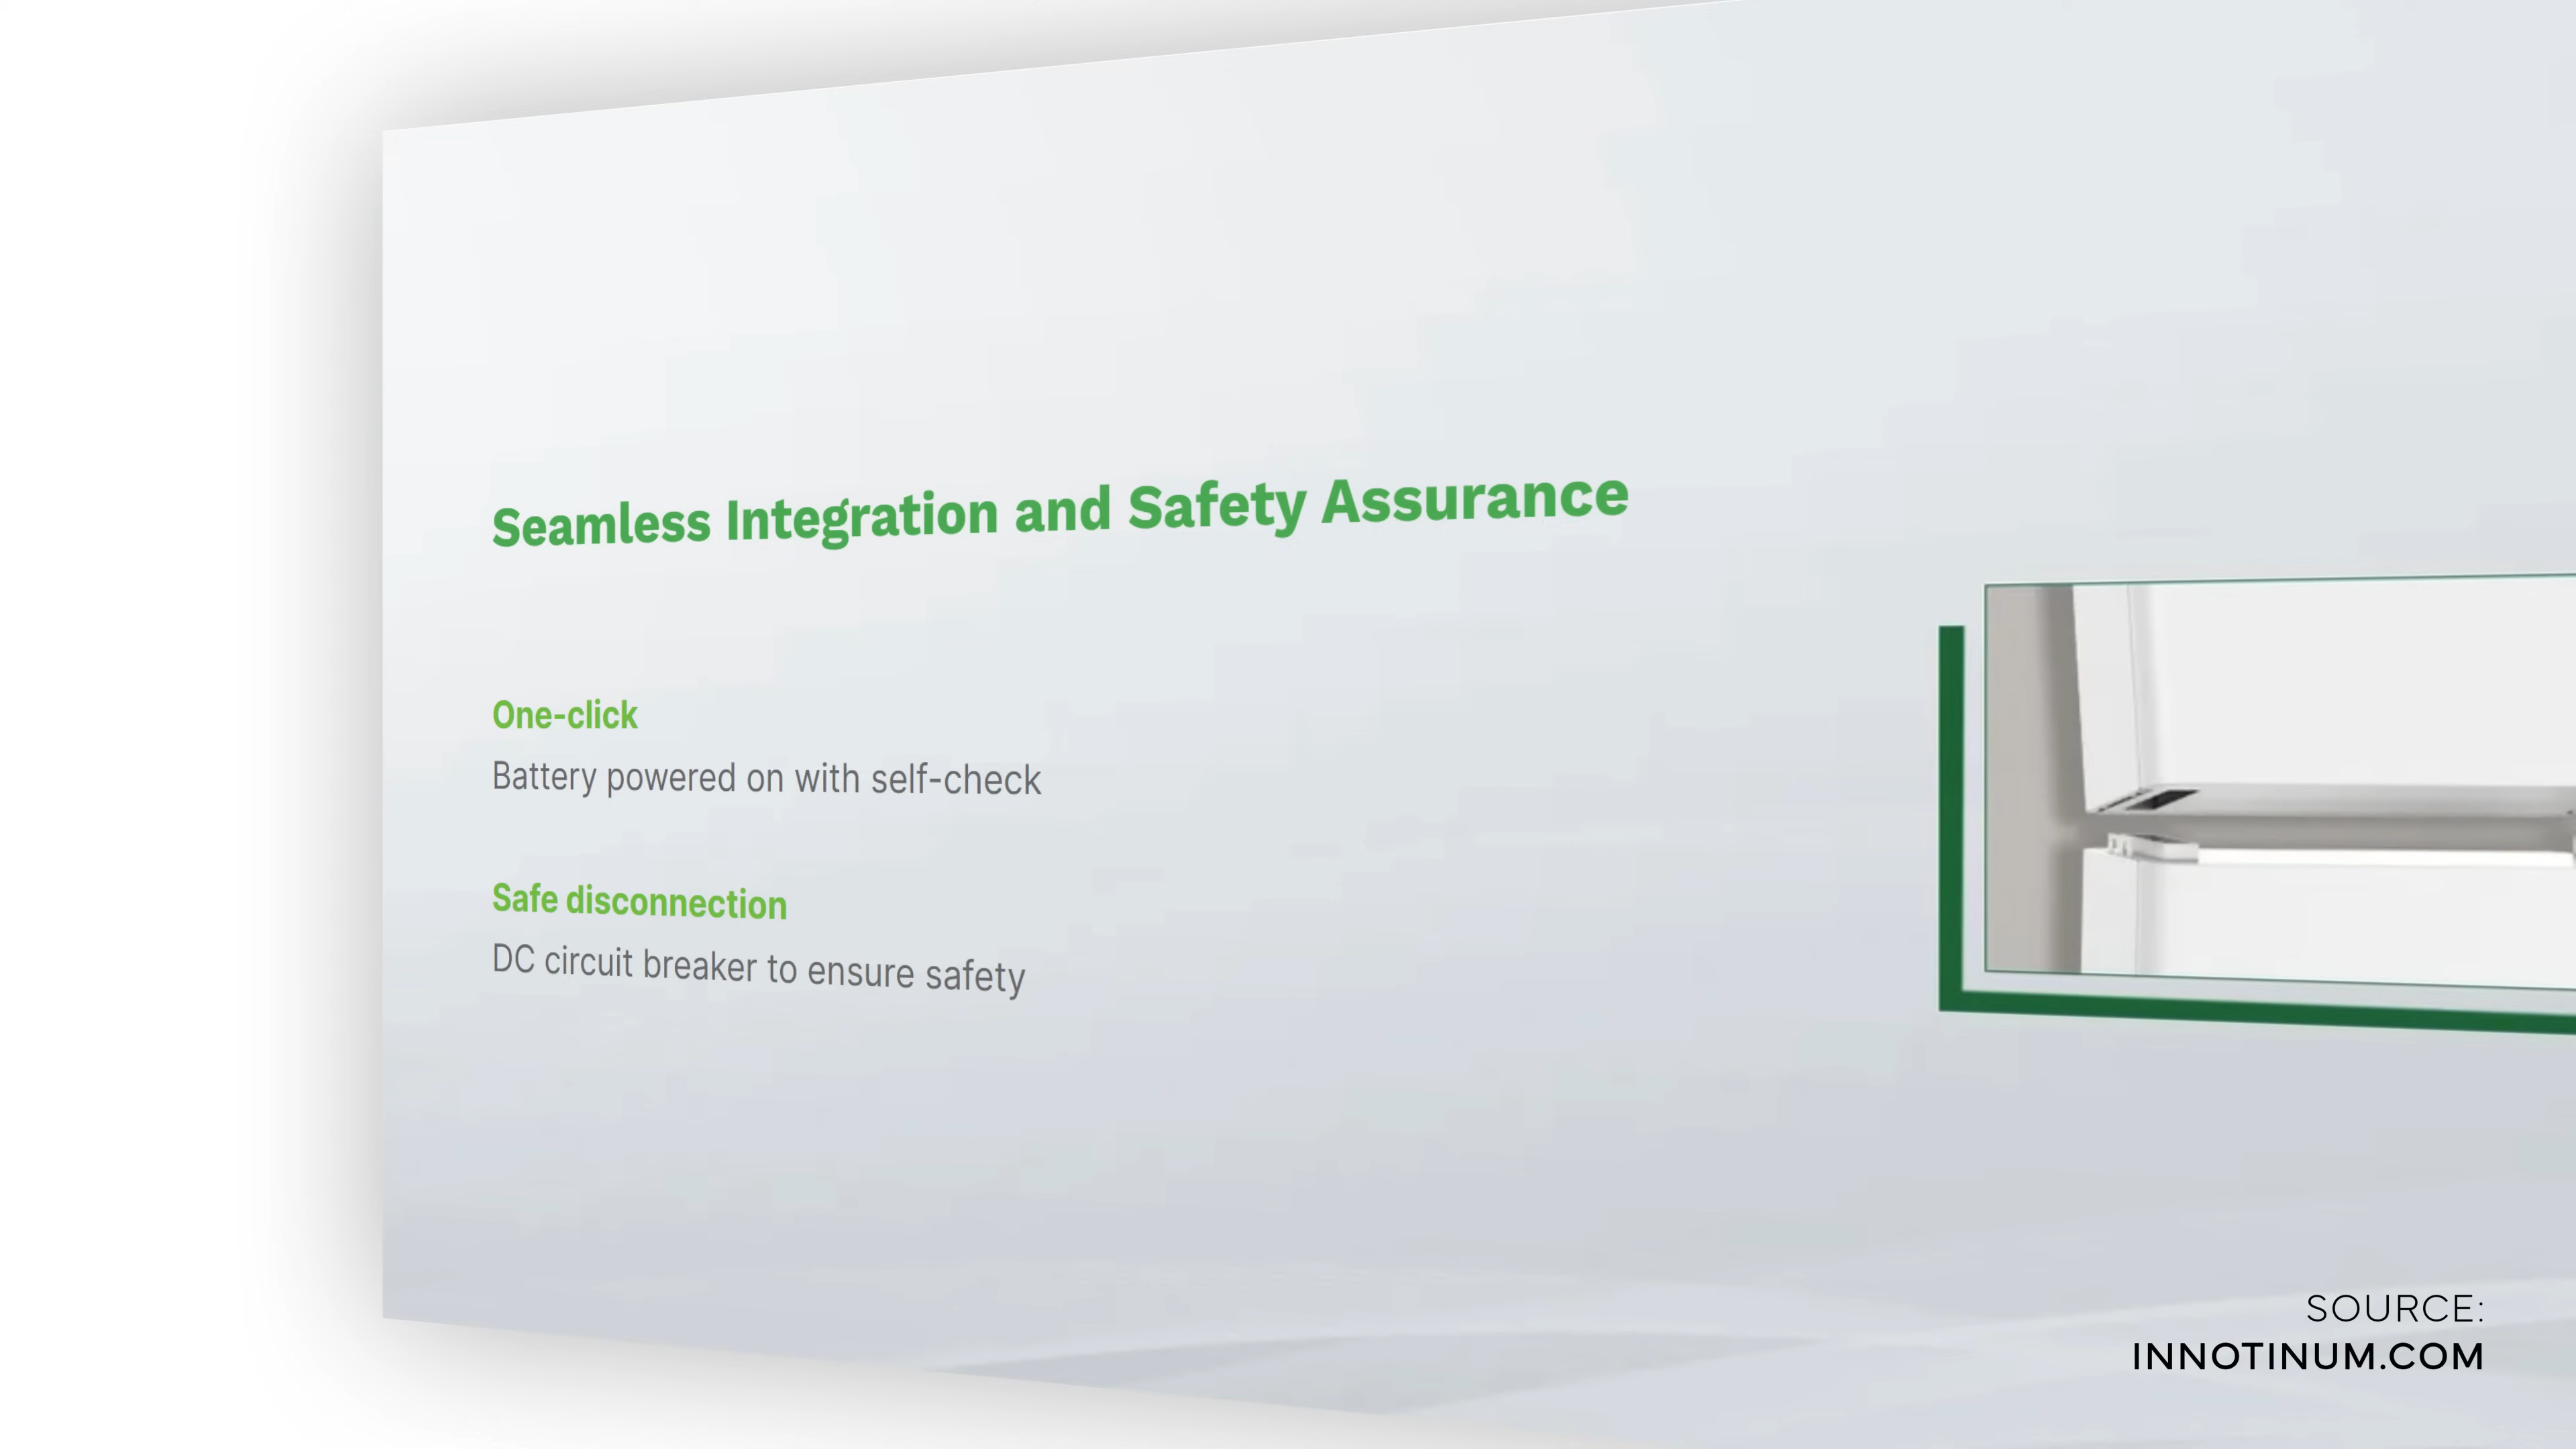 Seamless Integration and Safety Assurance
One-click
Battery powered on with self-check
Safe disconnection
DC circuit breaker to ensure safety
SOURCE:
INNOTINUM.COM